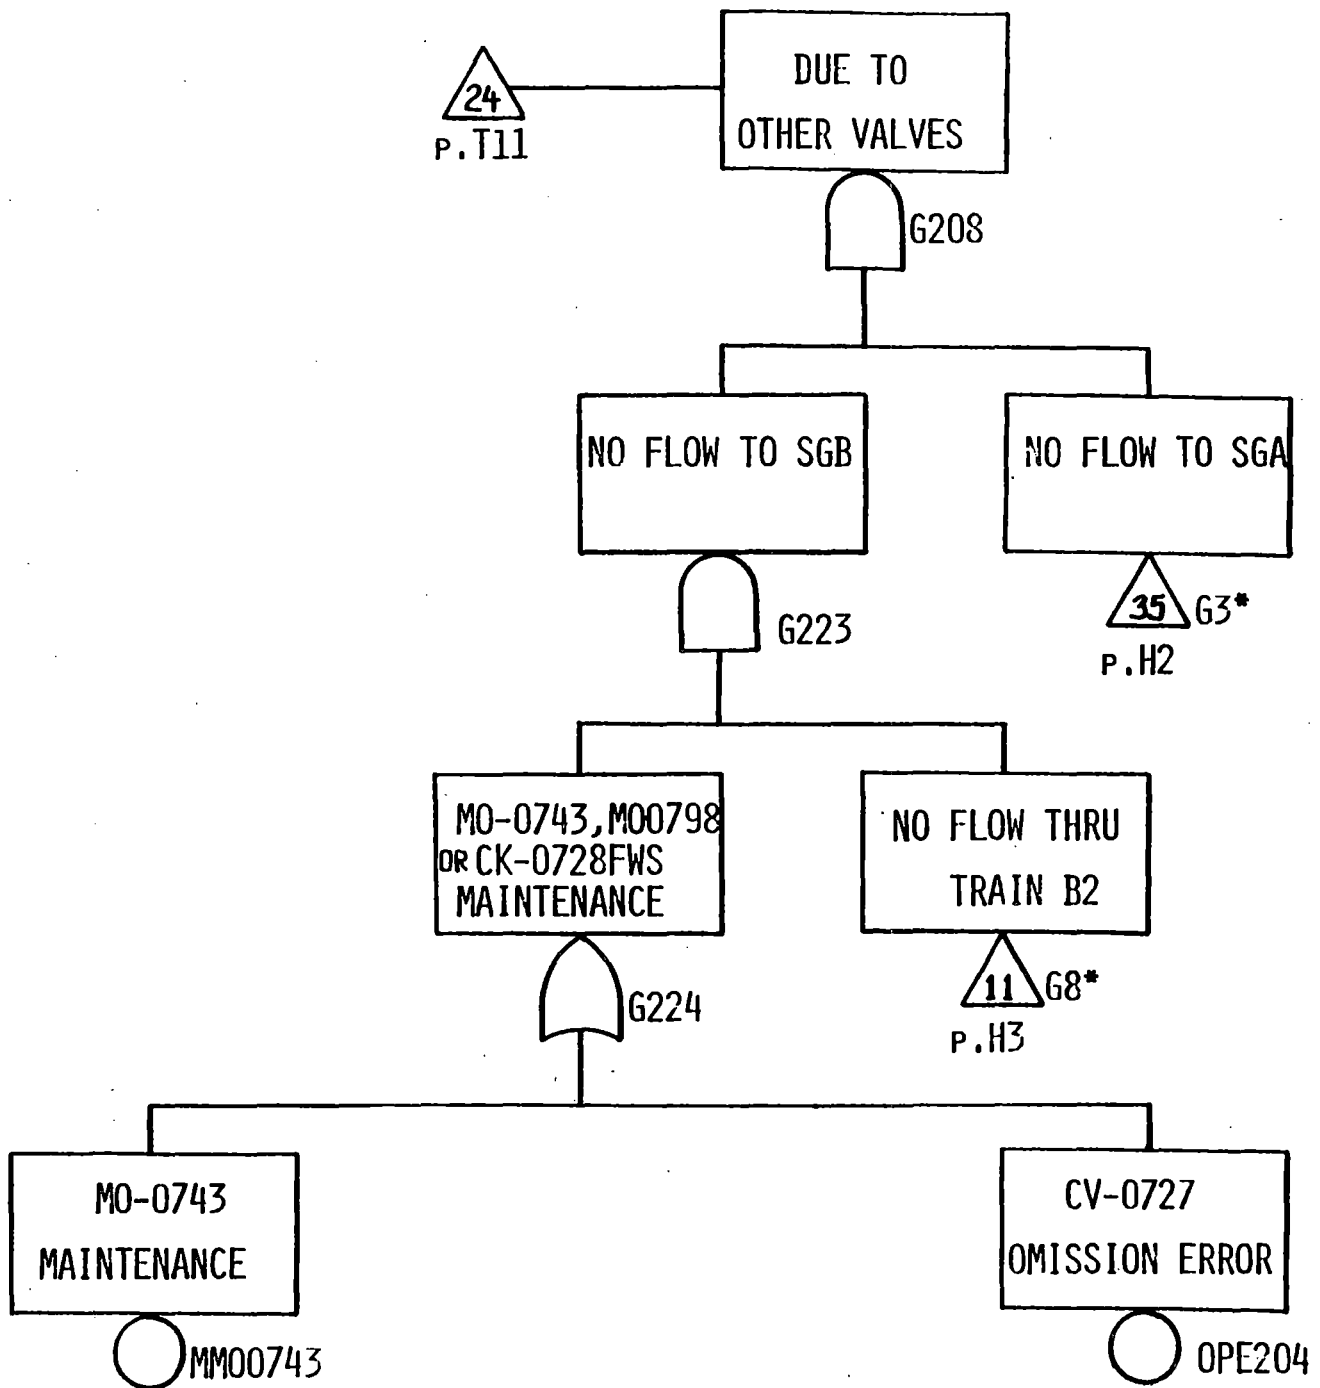 DUE TO
OTHER VALVES
24
P.T11
G208
NO FLOW TO SGB
NO FLOW TO SGA
G223
35
G3*
P.H2
MO-0743,MO0798
OR CK-0728FWS
MAINTENANCE
NO FLOW THRU
TRAIN B2
G224
11
G8*
P.H3
MO-0743
MAINTENANCE
CV-0727
OMISSION ERROR
MMO0743
OPE204